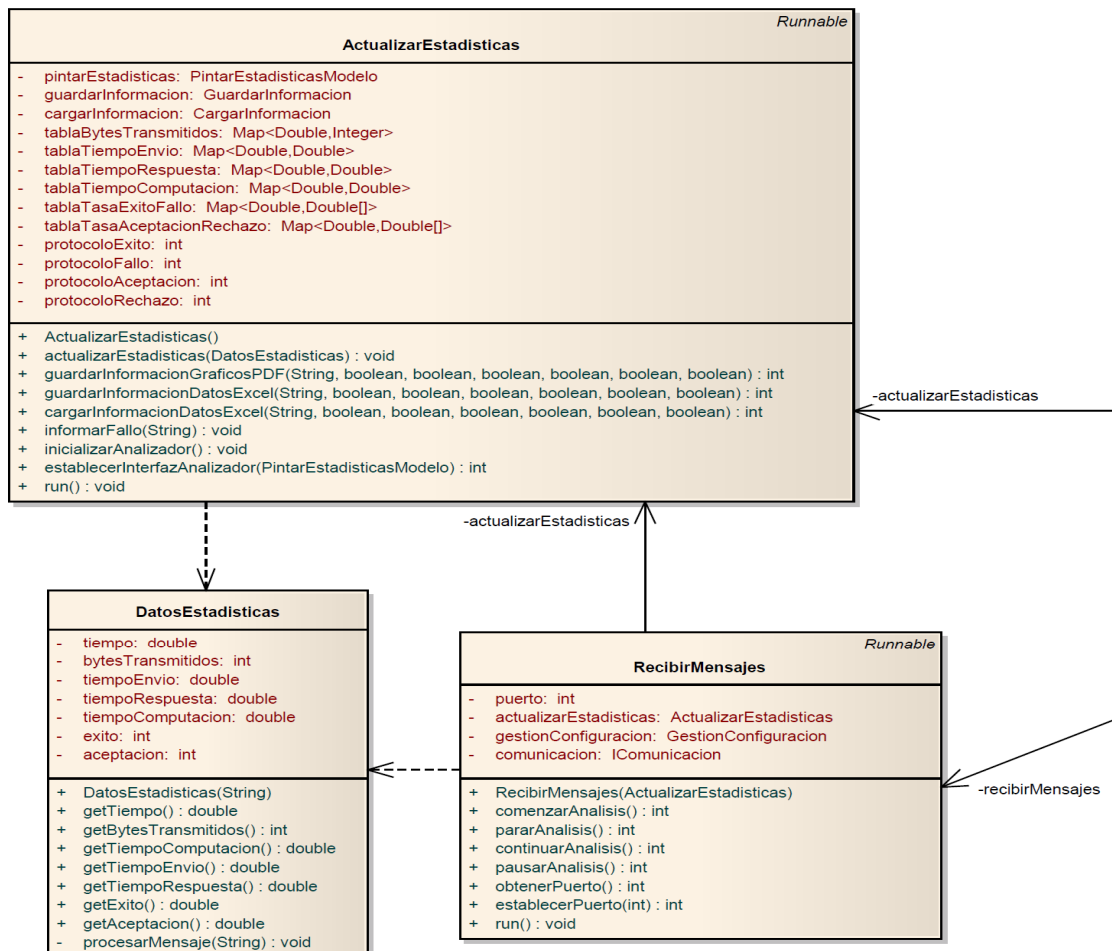 Runnable
ActualizarEstadisticas
- pintarEstadisticas: PintarEstadisticasModelo
- guardarInformacion: GuardarInformacion
- cargarInformacion: CargarInformacion
- tablaBytesTransmitidos: Map<Double,Integer>
- tablaTiempoEnvio: Map<Double,Double>
- tablaTiempoRespuesta: Map<Double,Double>
- tablaTiempoComputacion: Map<Double,Double>
- tablaTasaExitoFallo: Map<Double,Double[]>
- tablaTasaAceptacionRechazo: Map<Double,Double[]>
- protocoloExito: int
- protocoloFallo: int
- protocoloAceptacion: int
- protocoloRechazo: int
+ ActualizarEstadisticas()
+ actualizarEstadisticas(DatosEstadisticas) : void
+ guardarInformacionGraficosPDF(String, boolean, boolean, boolean, boolean, boolean, boolean) : int
+ guardarInformacionDatosExcel(String, boolean, boolean, boolean, boolean, boolean, boolean) : int
+ cargarInformacionDatosExcel(String, boolean, boolean, boolean, boolean, boolean, boolean) : int
+ informarFallo(String) : void
+ inicializarAnalizador() : void
+ establecerInterfazAnalizador(PintarEstadisticasModelo) : int
+ run() : void
-actualizarEstadisticas
-actualizarEstadisticas
DatosEstadisticas
- tiempo: double
- bytesTransmitidos: int
- tiempoEnvio: double
- tiempoRespuesta: double
- tiempoComputacion: double
- exito: int
- aceptacion: int
+ DatosEstadisticas(String)
+ getTiempo() : double
+ getBytesTransmitidos() : int
+ getTiempoComputacion() : double
+ getTiempoEnvio() : double
+ getTiempoRespuesta() : double
+ getExito() : double
+ getAceptacion() : double
- procesarMensaje(String) : void
Runnable
RecibirMensajes
- puerto: int
- actualizarEstadisticas: ActualizarEstadisticas
- gestionConfiguracion: GestionConfiguracion
- comunicacion: IComunicacion
+ RecibirMensajes(ActualizarEstadisticas)
+ comenzarAnalisis() : int
+ pararAnalisis() : int
+ continuarAnalisis() : int
+ pausarAnalisis() : int
+ obtenerPuerto() : int
+ establecerPuerto(int) : int
+ run() : void
-recibirMensajes